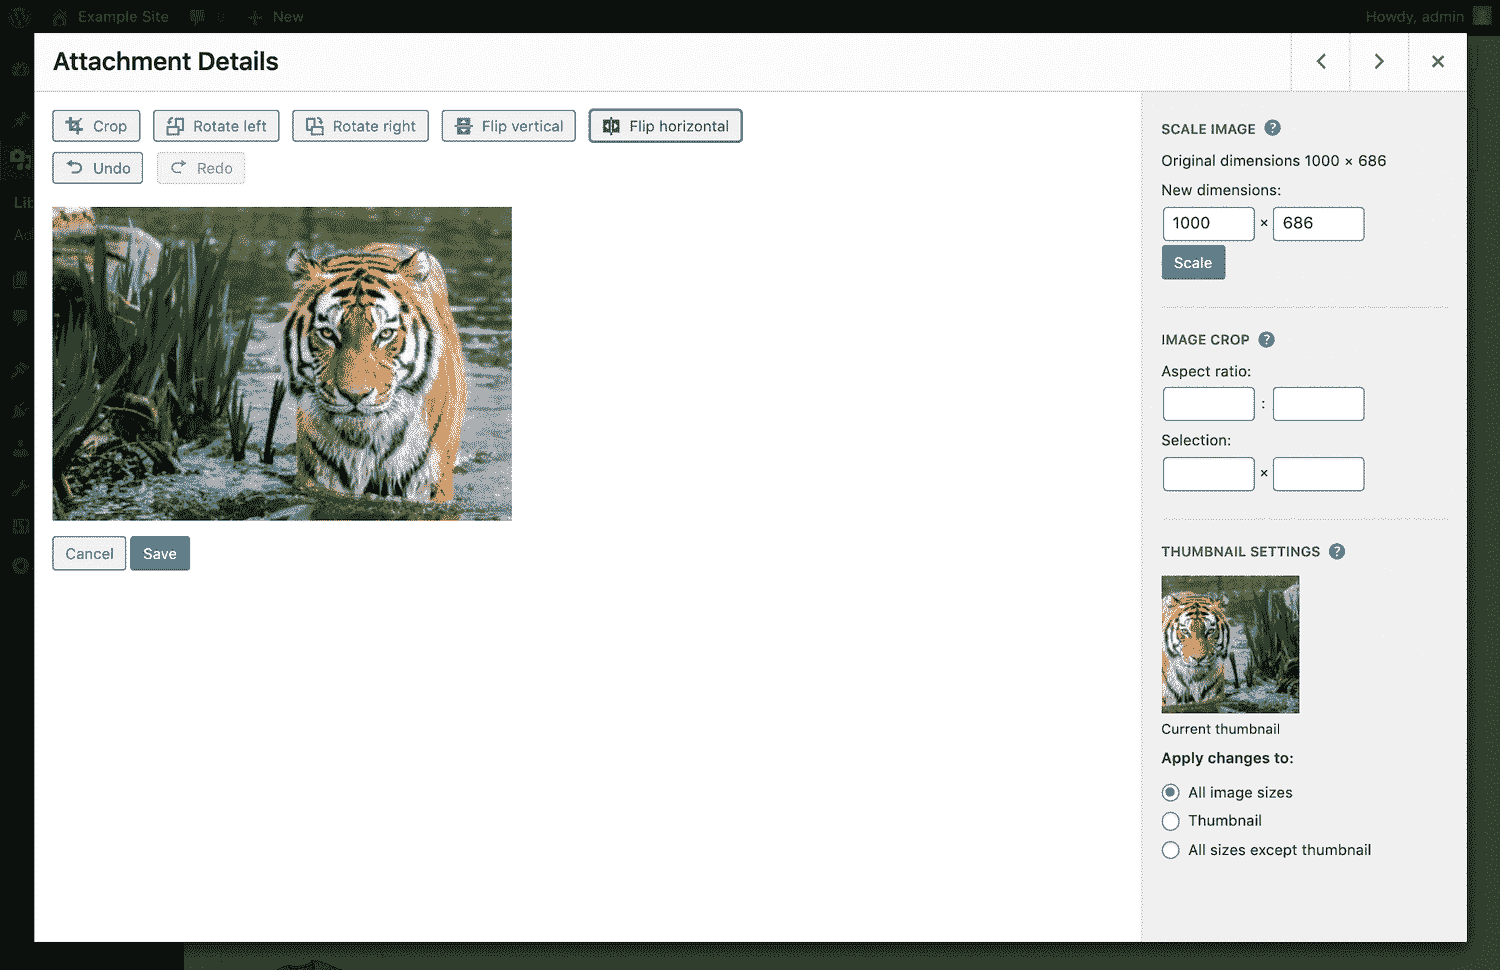 Example Site
New
Howdy, admin
Attachment Details
Crop
Rotate left
Rotate right
Flip vertical
Flip horizontal
Undo
Redo
Cancel
Save
SCALE IMAGE ?
Original dimensions 1000 × 686
New dimensions:
1000 × 686
Scale
IMAGE CROP ?
Aspect ratio:
:
Selection:
×
THUMBNAIL SETTINGS ?
Current thumbnail
Apply changes to:
All image sizes
Thumbnail
All sizes except thumbnail